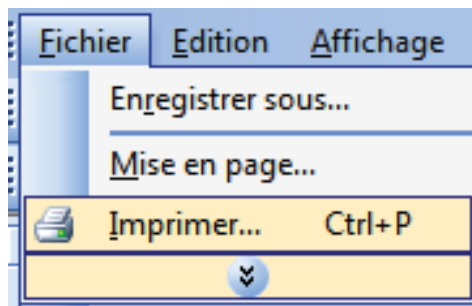 Fichier Edition Affichage
Enregistrer sous...
Mise en page...
Imprimer... Ctrl+P